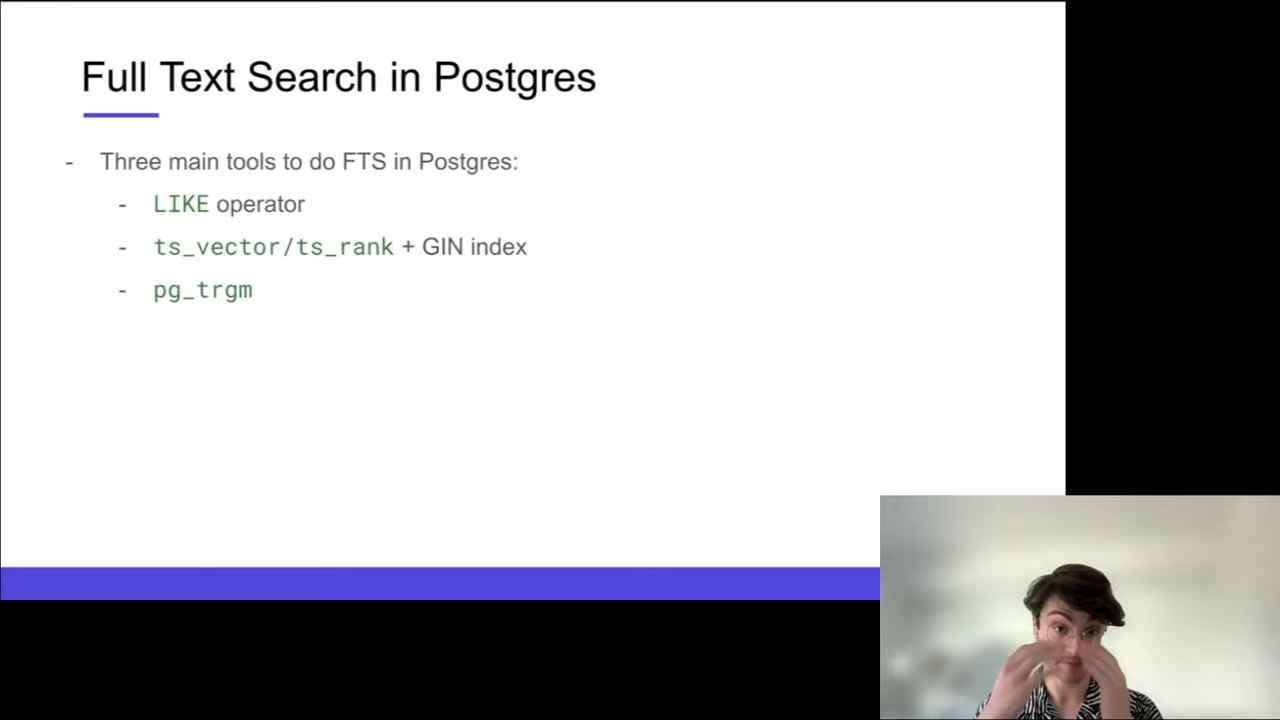 Full Text Search in Postgres
- Three main tools to do FTS in Postgres:
- LIKE operator
- ts_vector/ts_rank + GIN index
- pg_trgm